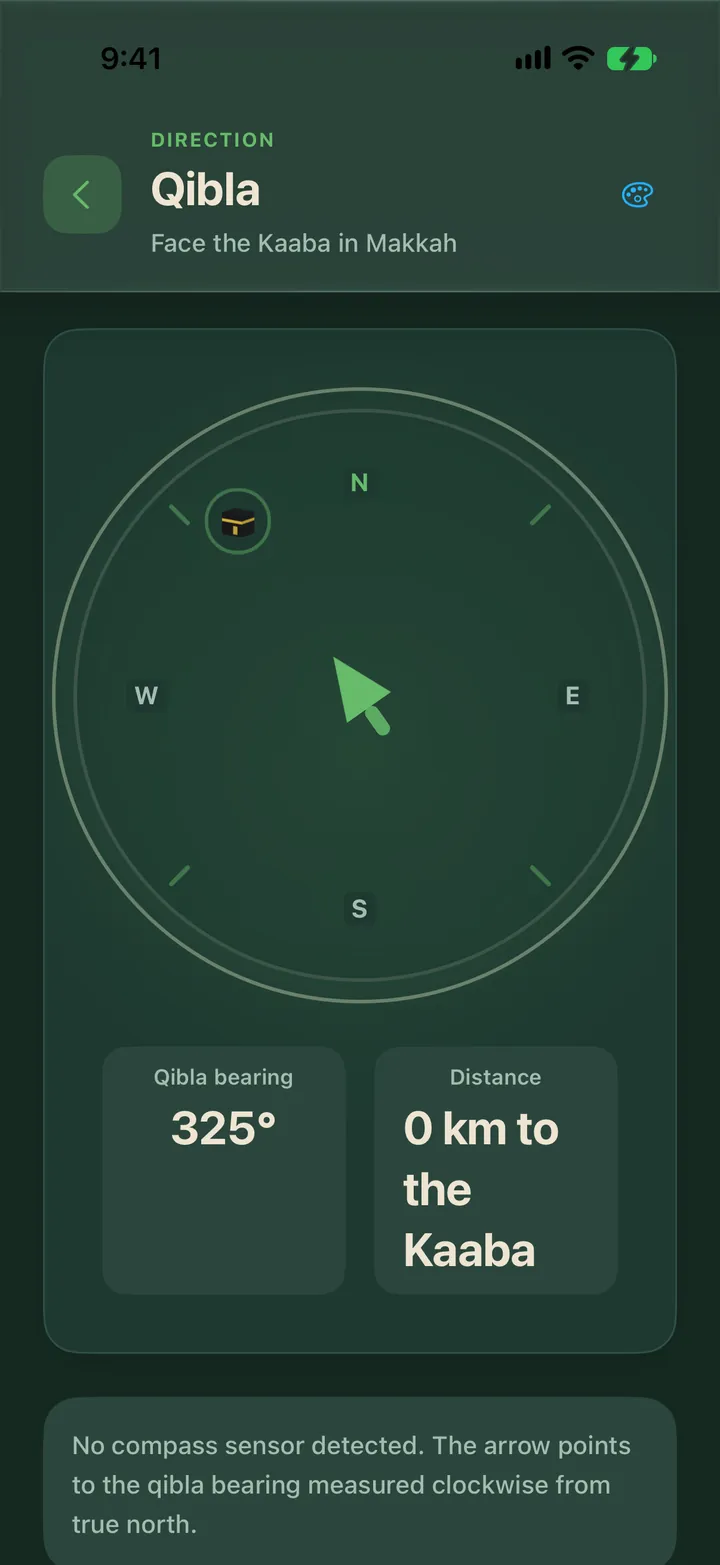 9:41
DIRECTION
Qibla
Face the Kaaba in Makkah
N
W
E
S
Qibla bearing
325°
Distance
0 km to
the
Kaaba
No compass sensor detected. The arrow points
to the qibla bearing measured clockwise from
true north.